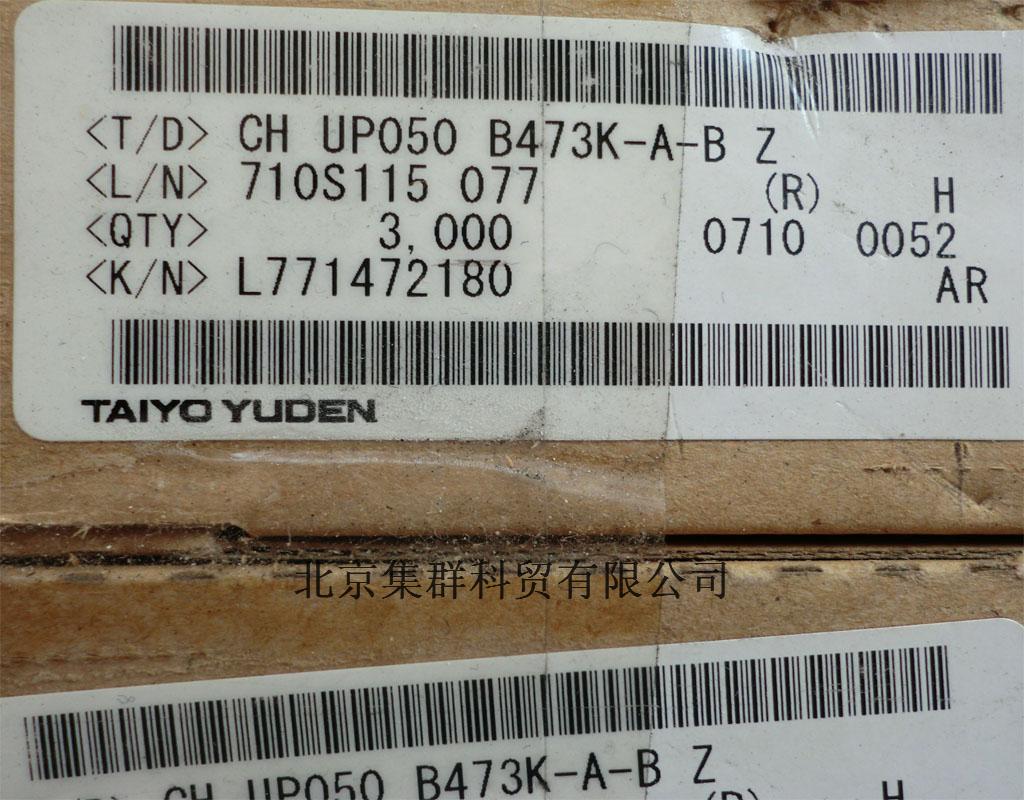 <T/D> CH UP050 B473K-A-B Z
<L/N> 710S115 077 (R) H
<QTY> 3,000 0710 0052
<K/N> L771472180 AR
TAIYO YUDEN
北京集群科贸有限公司
CH UP050 B473K-A-B Z
(R) H